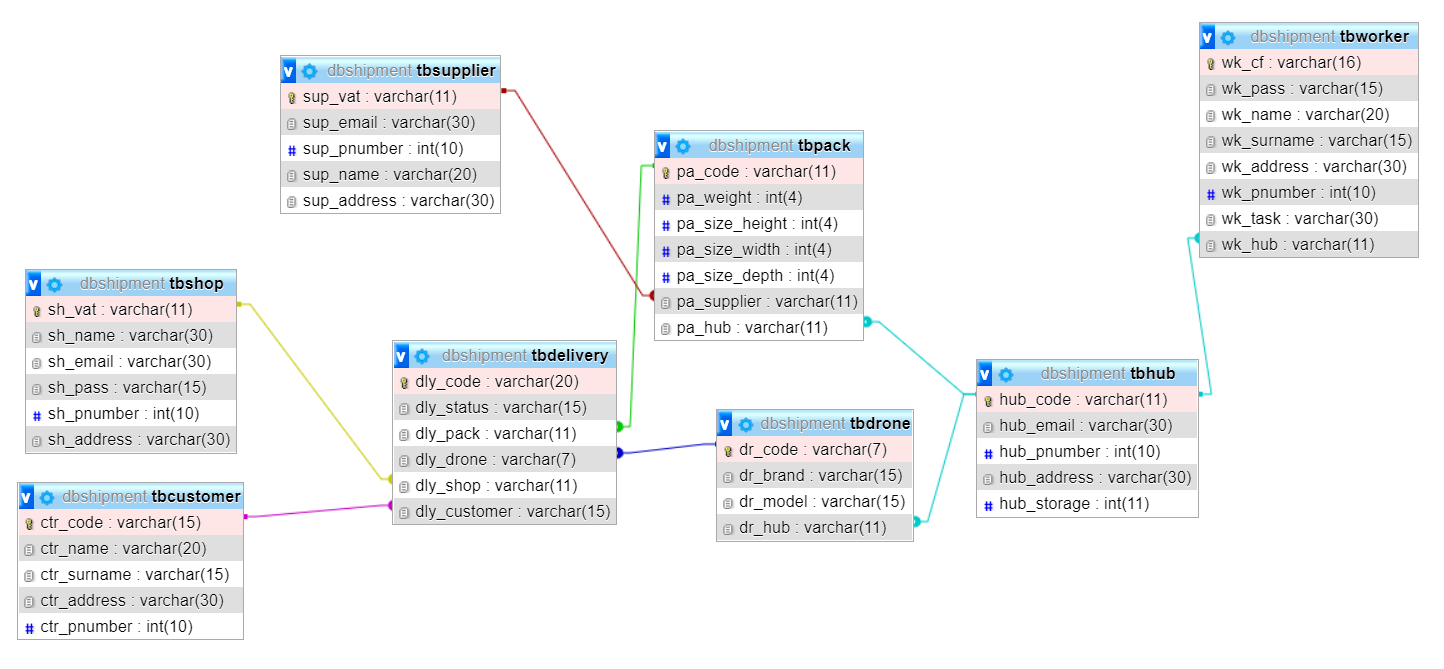 v dbshipment tbsupplier
sup_vat : varchar(11)
sup_email : varchar(30)
# sup_pnumber : int(10)
sup_name : varchar(20)
sup_address : varchar(30)
v dbshipment tbshop
sh_vat : varchar(11)
sh_name : varchar(30)
sh_email : varchar(30)
sh_pass : varchar(15)
# sh_pnumber : int(10)
sh_address : varchar(30)
v dbshipment tbcustomer
ctr_code : varchar(15)
ctr_name : varchar(20)
ctr_surname : varchar(15)
ctr_address : varchar(30)
# ctr_pnumber : int(10)
v dbshipment tbdelivery
dly_code : varchar(20)
dly_status : varchar(15)
dly_pack : varchar(11)
dly_drone : varchar(7)
dly_shop : varchar(11)
dly_customer : varchar(15)
v dbshipment tbpack
pa_code : varchar(11)
# pa_weight : int(4)
# pa_size_height : int(4)
# pa_size_width : int(4)
# pa_size_depth : int(4)
pa_supplier : varchar(11)
pa_hub : varchar(11)
v dbshipment tbdrone
dr_code : varchar(7)
dr_brand : varchar(15)
dr_model : varchar(15)
dr_hub : varchar(11)
v dbshipment tbhub
hub_code : varchar(11)
hub_email : varchar(30)
# hub_pnumber : int(10)
hub_address : varchar(30)
# hub_storage : int(11)
v dbshipment tbworker
wk_cf : varchar(16)
wk_pass : varchar(15)
wk_name : varchar(20)
wk_surname : varchar(15)
wk_address : varchar(30)
# wk_pnumber : int(10)
wk_task : varchar(30)
wk_hub : varchar(11)